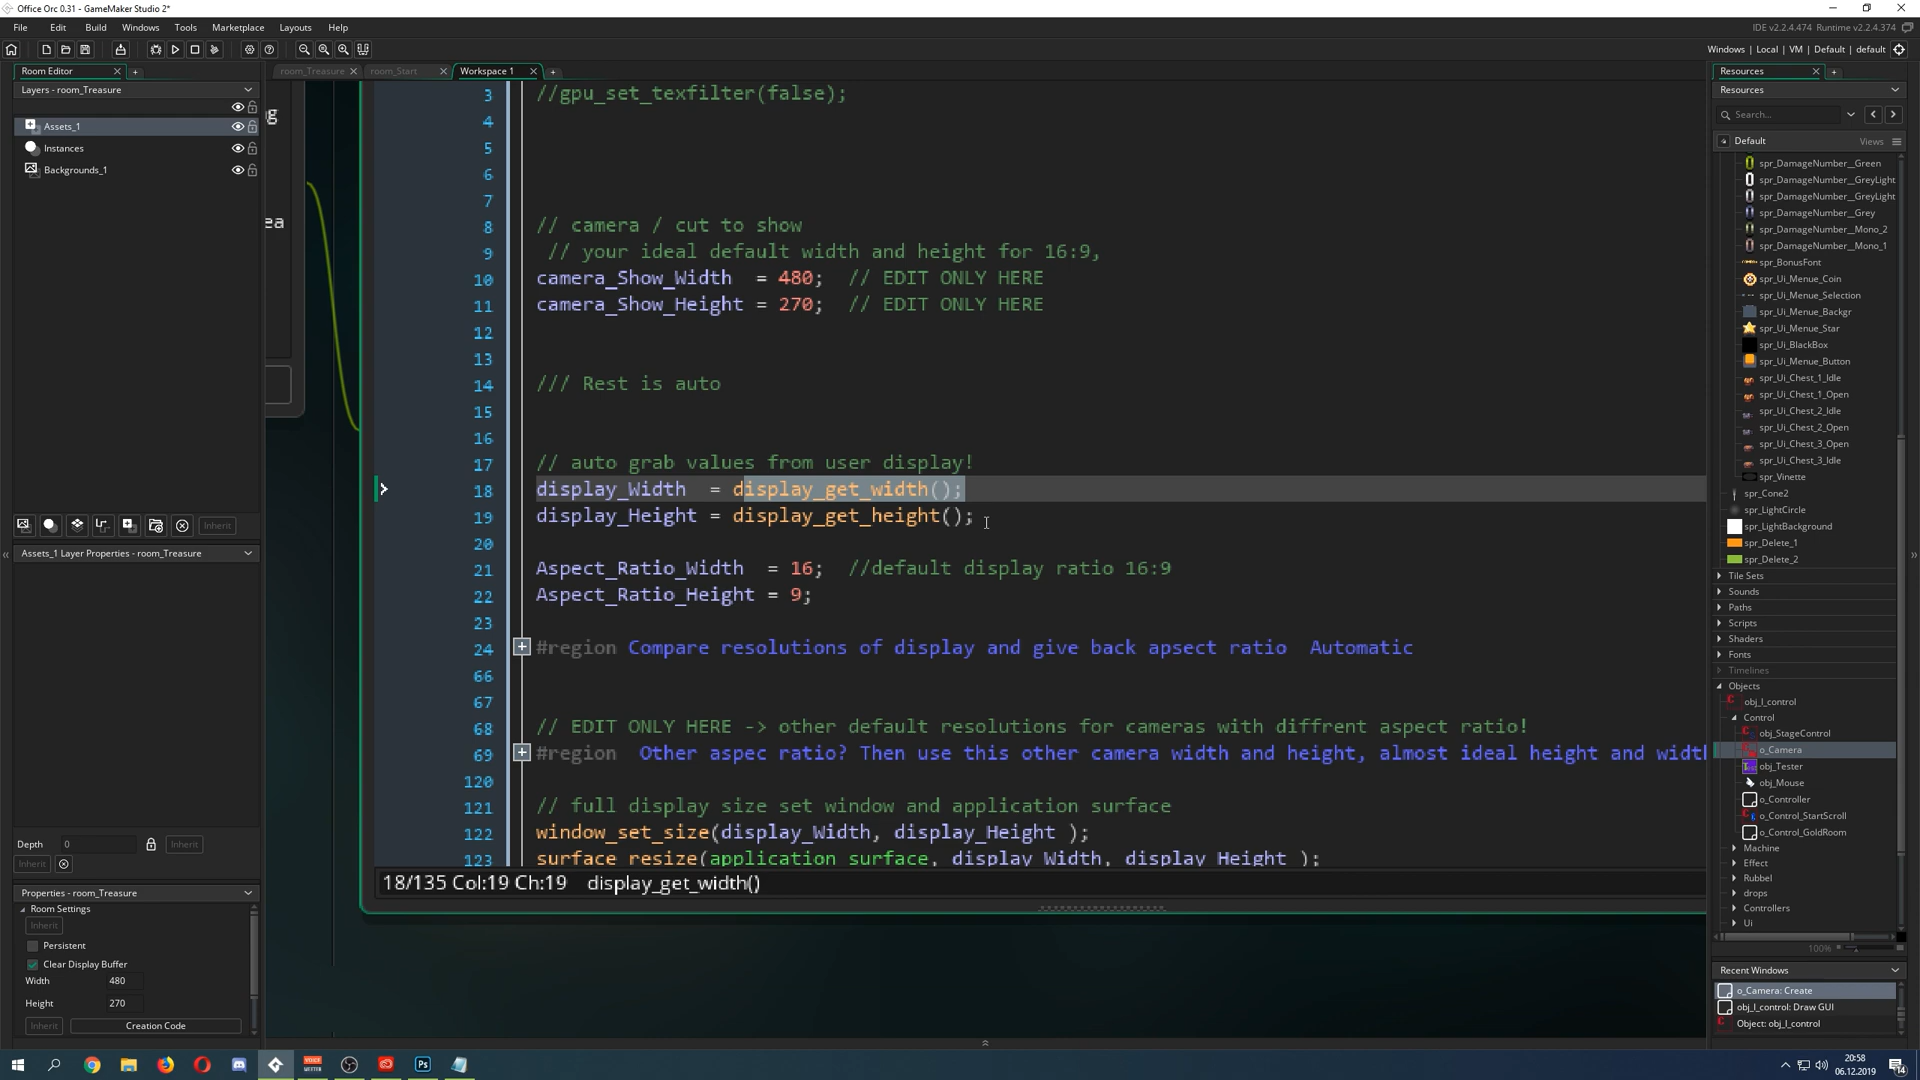 Office Orc 0.31 - GameMaker Studio 2*
File Edit Build Windows Tools Marketplace Layouts Help
IDE v2.2.4.474 Runtime v2.2.4.374
Windows | Local | VM | Default | default
Room Editor
room_Treasure
room_Start
Workspace 1
Resources
Layers - room_Treasure
Assets_1
Instances
Backgrounds_1
Inherit
Assets_1 Layer Properties - room_Treasure
Depth 0 Inherit
Inherit
Properties - room_Treasure
Room Settings
Inherit
Persistent
Clear Display Buffer
Width 480
Height 270
Inherit Creation Code
ea
3 //gpu_set_texfilter(false);
4
5
6
7
8 // camera / cut to show
9 // your ideal default width and height for 16:9,
10 camera_Show_Width = 480; // EDIT ONLY HERE
11 camera_Show_Height = 270; // EDIT ONLY HERE
12
13
14 /// Rest is auto
15
16
17 // auto grab values from user display!
18 display_Width = display_get_width();
19 display_Height = display_get_height();
20
21 Aspect_Ratio_Width = 16; //default display ratio 16:9
22 Aspect_Ratio_Height = 9;
23
24 #region Compare resolutions of display and give back apsect ratio Automatic
66
67
68 // EDIT ONLY HERE -> other default resolutions for cameras with diffrent aspect ratio!
69 #region Other aspec ratio? Then use this other camera width and height, almost ideal height and widt
120
121 // full display size set window and application surface
122 window_set_size(display_Width, display_Height );
123 surface_resize(application_surface, display_Width, display_Height );
18/135 Col:19 Ch:19 display_get_width()
Resources
Search...
Default Views
spr_DamageNumber__Green
spr_DamageNumber__GreyLight
spr_DamageNumber__GreyLight
spr_DamageNumber__Grey
spr_DamageNumber__Mono_2
spr_DamageNumber__Mono_1
spr_BonusFont
spr_Ui_Menue_Coin
spr_Ui_Menue_Selection
spr_Ui_Menue_Backgr
spr_Ui_Menue_Star
spr_Ui_BlackBox
spr_Ui_Menue_Button
spr_Ui_Chest_1_Idle
spr_Ui_Chest_1_Open
spr_Ui_Chest_2_Idle
spr_Ui_Chest_2_Open
spr_Ui_Chest_3_Open
spr_Ui_Chest_3_Idle
spr_Vinette
spr_Cone2
spr_LightCircle
spr_LightBackground
spr_Delete_1
spr_Delete_2
Tile Sets
Sounds
Paths
Scripts
Shaders
Fonts
Timelines
Objects
obj_I_control
Control
obj_StageControl
o_Camera
obj_Tester
obj_Mouse
o_Controller
o_Control_StartScroll
o_Control_GoldRoom
Machine
Effect
Rubbel
drops
Controllers
Ui
100%
Recent Windows
o_Camera: Create
obj_I_control: Draw GUI
Object: obj_I_control
Ps
20:58
06.12.2019
14